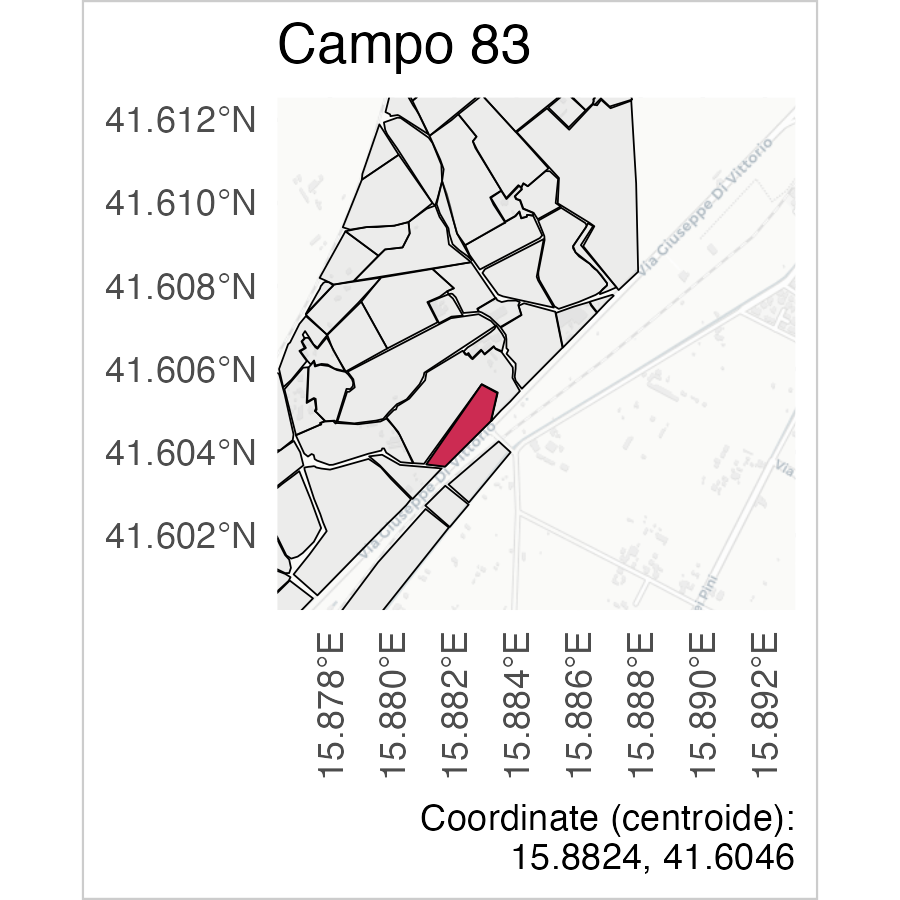 Campo 83
41.612°N
41.610°N
41.608°N
41.606°N
41.604°N
41.602°N
Via Giuseppe Di Vittorio
Via Giuseppe Di Vittorio
Via
ei Pini
15.878°E
15.880°E
15.882°E
15.884°E
15.886°E
15.888°E
15.890°E
15.892°E
Coordinate (centroide):
15.8824, 41.6046